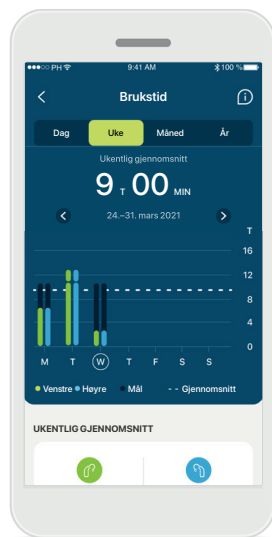 PH 9:41 AM 100 %
Brukstid
Dag Uke Måned År
Ukentlig gjennomsnitt
9 T 00 MIN
24.–31. mars 2021
T
16
12
8
4
0
M T W T F S S
Venstre Høyre Mål - - Gjennomsnitt
UKENTLIG GJENNOMSNITT